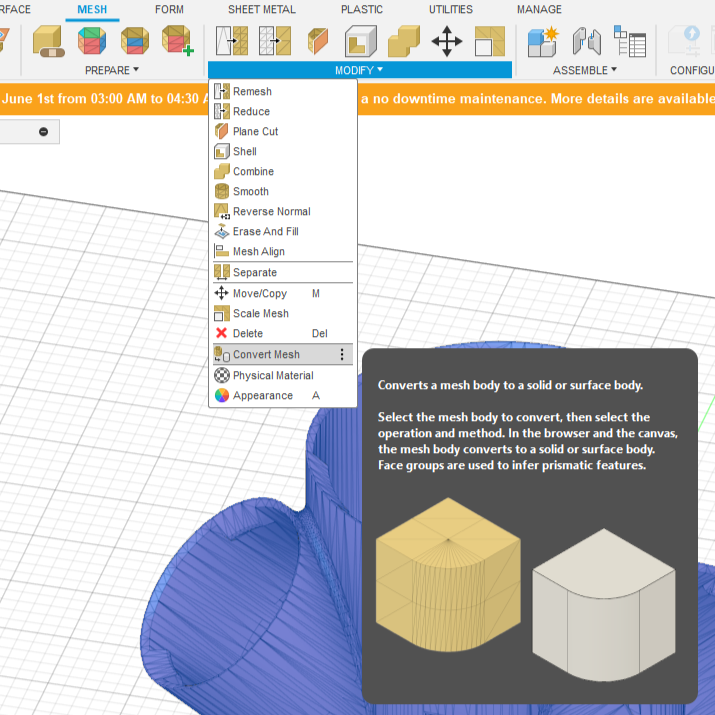 RFACE MESH FORM SHEET METAL PLASTIC UTILITIES MANAGE
PREPARE MODIFY ASSEMBLE CONFIGU
June 1st from 03:00 AM to 04:30 A a no downtime maintenance. More details are available
Remesh
Reduce
Plane Cut
Shell
Combine
Smooth
Reverse Normal
Erase And Fill
Mesh Align
Separate
Move/Copy M
Scale Mesh
Delete Del
Convert Mesh
Physical Material
Appearance A
Converts a mesh body to a solid or surface body.
Select the mesh body to convert, then select the
operation and method. In the browser and the canvas,
the mesh body converts to a solid or surface body.
Face groups are used to infer prismatic features.